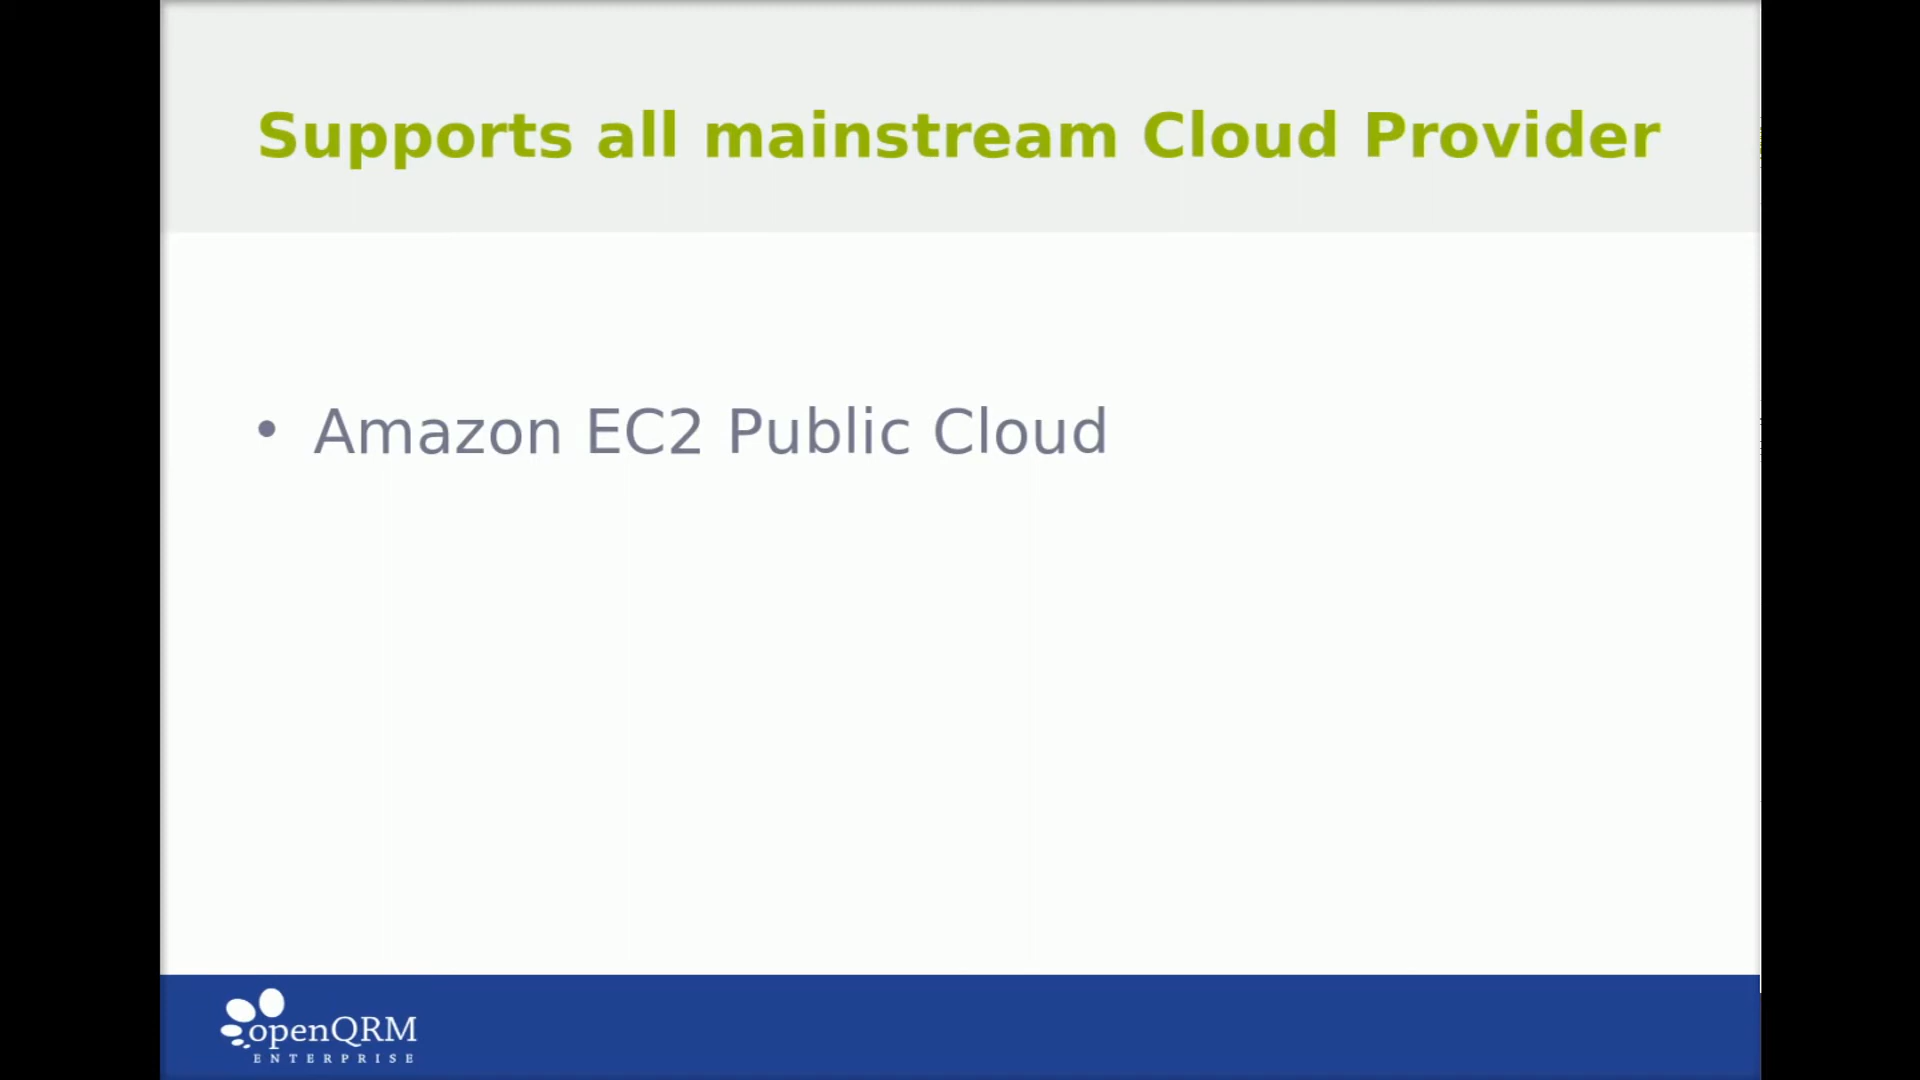 Supports all mainstream Cloud Provider
• Amazon EC2 Public Cloud
openQRM
ENTERPRISE